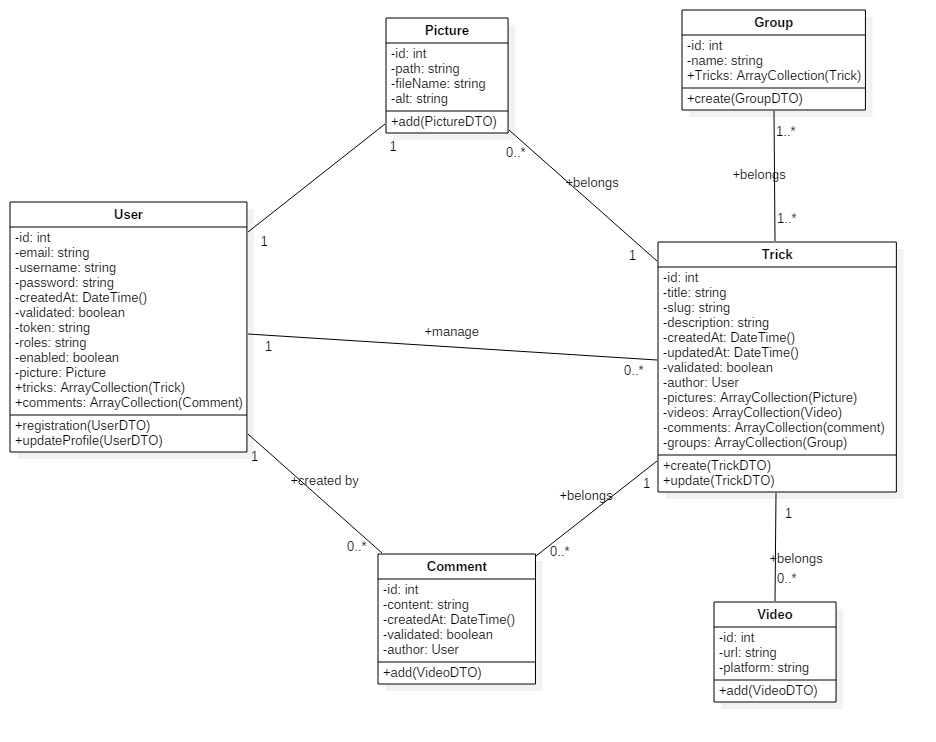 Picture
-id: int
-path: string
-fileName: string
-alt: string
+add(PictureDTO)
Group
-id: int
-name: string
+Tricks: ArrayCollection(Trick)
+create(GroupDTO)
1
0..*
+belongs
1
1..*
+belongs
1..*
User
-id: int
-email: string
-username: string
-password: string
-createdAt: DateTime()
-validated: boolean
-token: string
-roles: string
-enabled: boolean
-picture: Picture
+tricks: ArrayCollection(Trick)
+comments: ArrayCollection(Comment)
+registration(UserDTO)
+updateProfile(UserDTO)
1
1
+manage
0..*
Trick
-id: int
-title: string
-slug: string
-description: string
-createdAt: DateTime()
-updatedAt: DateTime()
-validated: boolean
-author: User
-pictures: ArrayCollection(Picture)
-videos: ArrayCollection(Video)
-comments: ArrayCollection(comment)
-groups: ArrayCollection(Group)
+create(TrickDTO)
+update(TrickDTO)
1
+created by
0..*
1
+belongs
0..*
Comment
-id: int
-content: string
-createdAt: DateTime()
-validated: boolean
-author: User
+add(VideoDTO)
1
+belongs
0..*
Video
-id: int
-url: string
-platform: string
+add(VideoDTO)